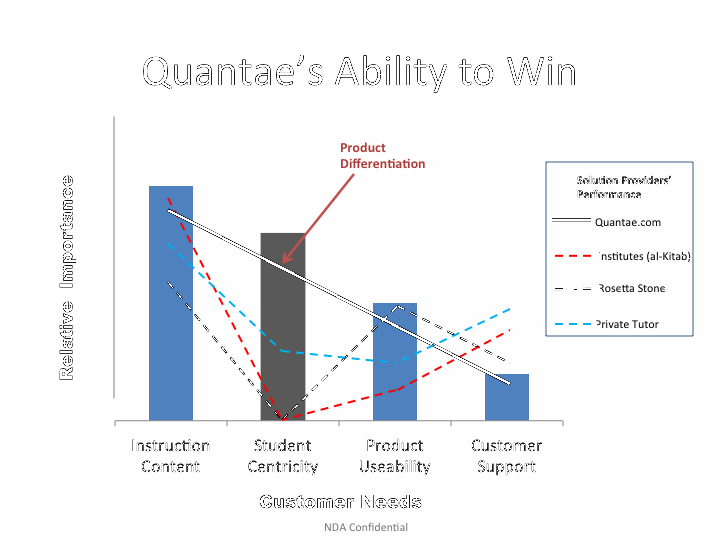 Quantae's Ability to Win
Product
Differentiation
Relative Importance
Solution Providers'
Performance
Quantae.com
Institutes (al-Kitab)
Rosetta Stone
Private Tutor
Instruction
Content
Student
Centricity
Product
Useability
Customer
Support
Customer Needs
NDA Confidential